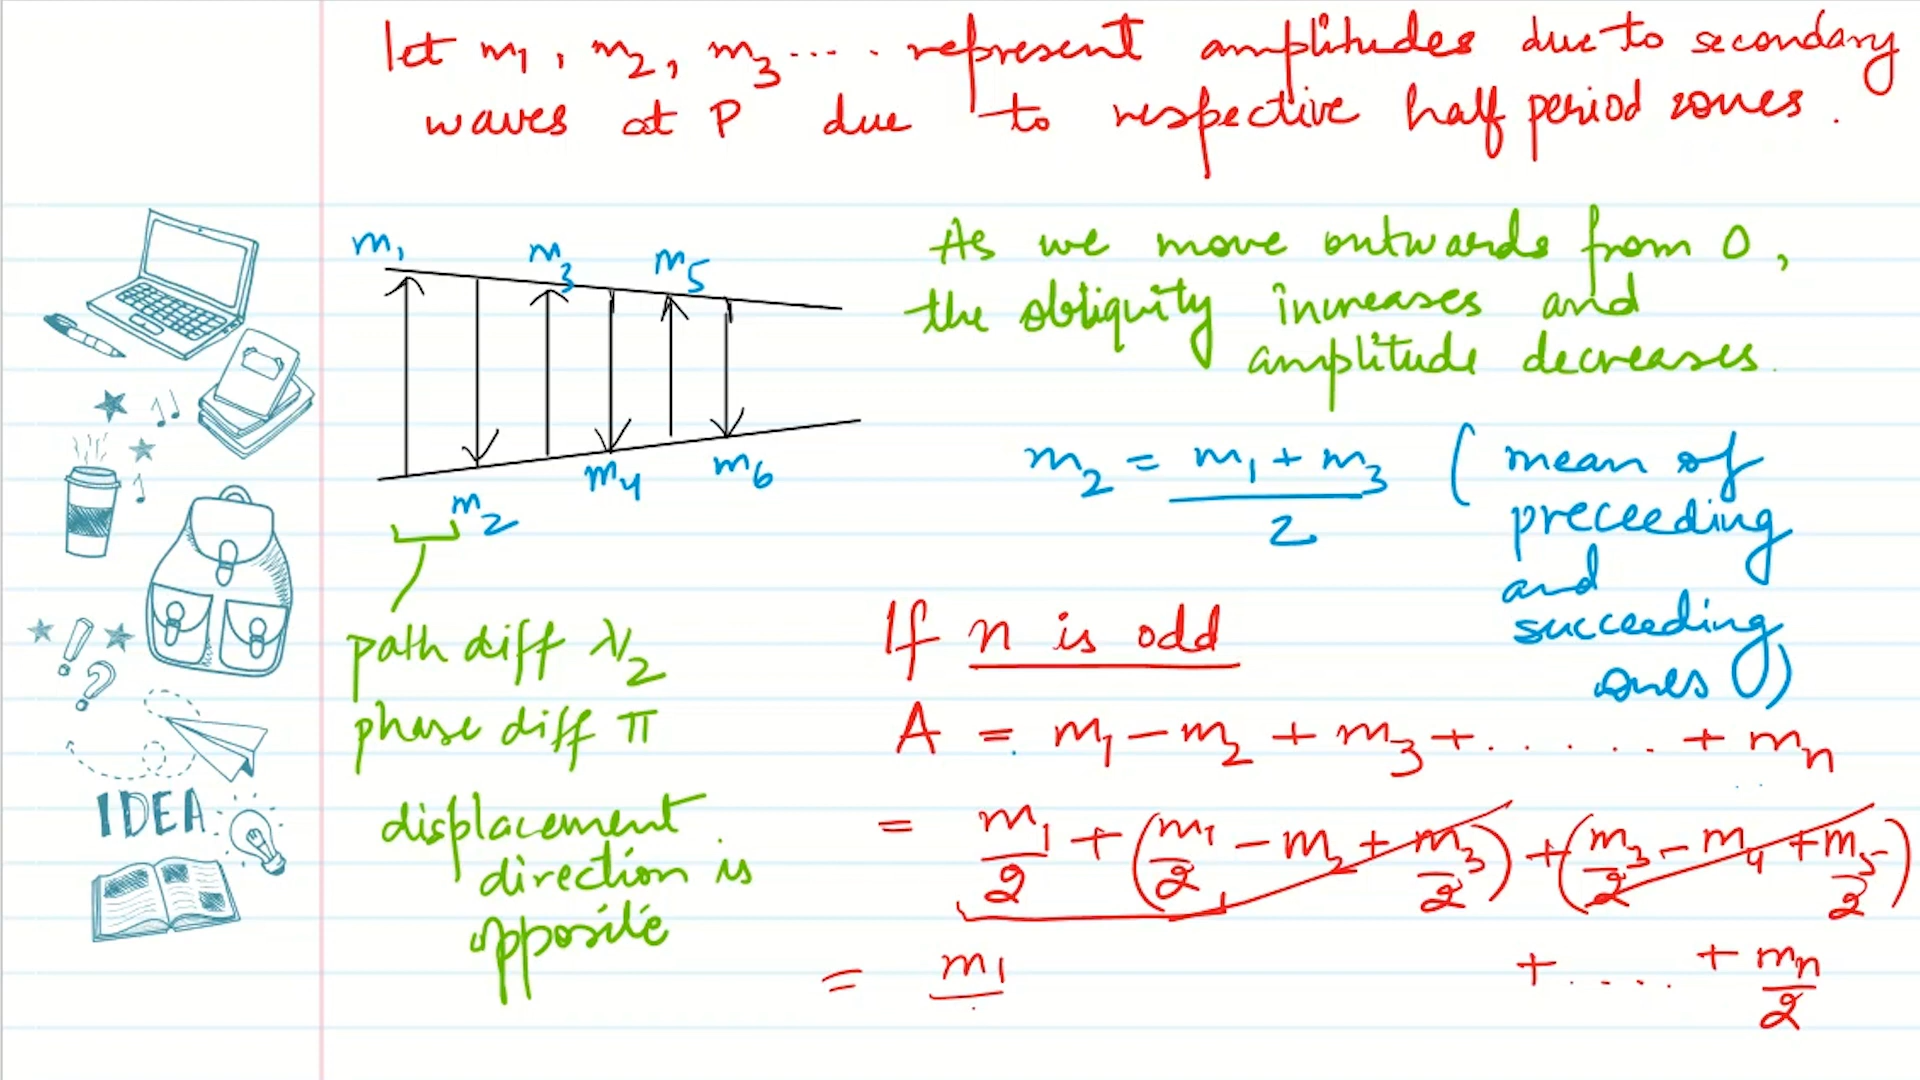 let m₁, m₂, m₃ .... represent amplitudes due to secondary
waves at P due to respective half period zones.
m₁ m₃ m₅
m₂ m₄ m₆
path diff λ/2
phase diff π
displacement
direction is
opposite
As we move outwards from O,
the obliquity increases and
amplitude decreases.
m₂ = (m₁ + m₃)/2 (mean of
preceeding
and
succeeding
ones)
If n is odd
A = m₁ - m₂ + m₃ + ...... + mₙ
= m₁/2 + (m₁/2 - m₂ + m₃/2) + (m₃/2 - m₄ + m₅/2)
+ .... + mₙ/2
= m₁
IDEA